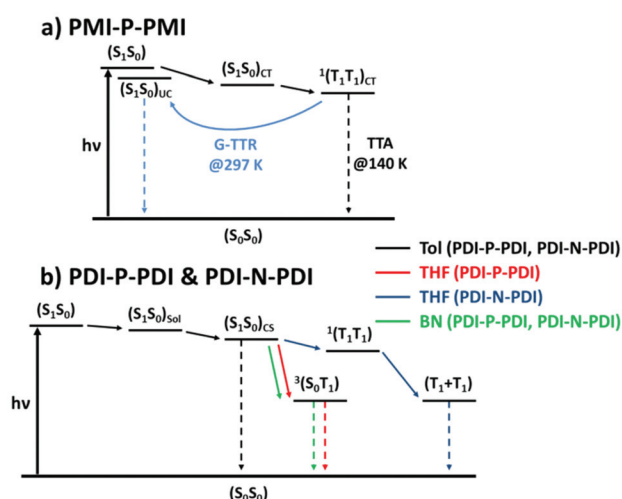 a) PMI-P-PMI
(S₁S₀)
(S₁S₀)CT
¹(T₁T₁)CT
(S₁S₀)UC
hν
G-TTR
@297 K
TTA
@140 K
(S₀S₀)
Tol (PDI-P-PDI, PDI-N-PDI)
THF (PDI-P-PDI)
THF (PDI-N-PDI)
BN (PDI-P-PDI, PDI-N-PDI)
b) PDI-P-PDI & PDI-N-PDI
(S₁S₀)
(S₁S₀)Sol
(S₁S₀)CS
¹(T₁T₁)
³(S₀T₁)
(T₁+T₁)
hν
(S₀S₀)